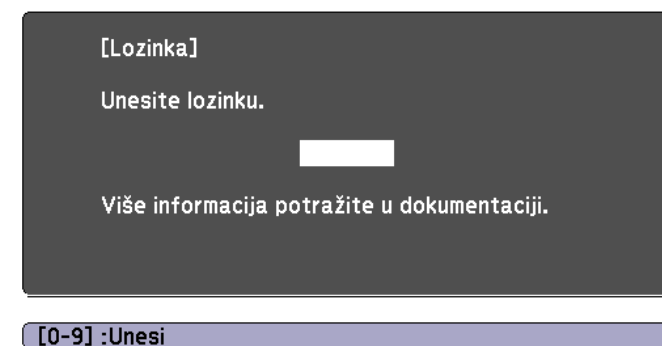 [Lozinka]
Unesite lozinku.
Više informacija potražite u dokumentaciji.
[0-9] :Unesi